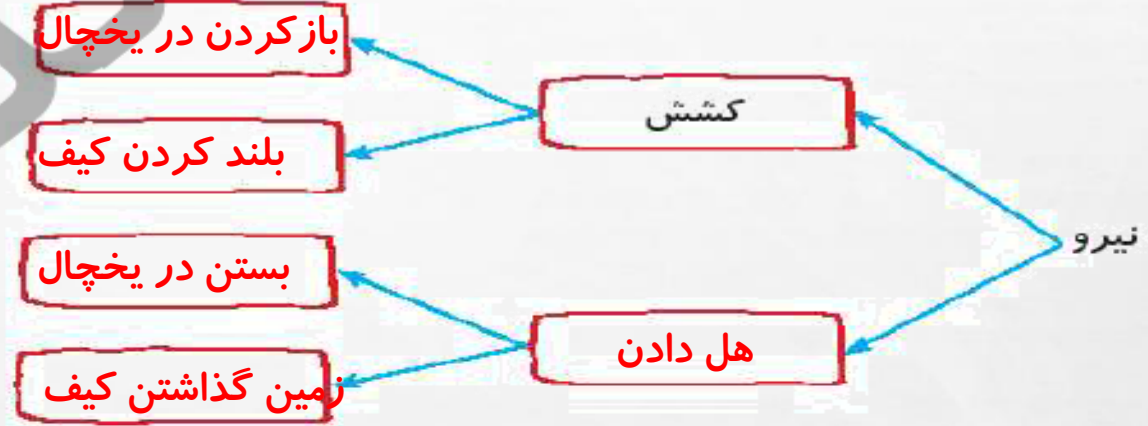 بازکردن در یخچال
کشش
بلند کردن کیف
نیرو
بستن در یخچال
هل دادن
زمین گذاشتن کیف